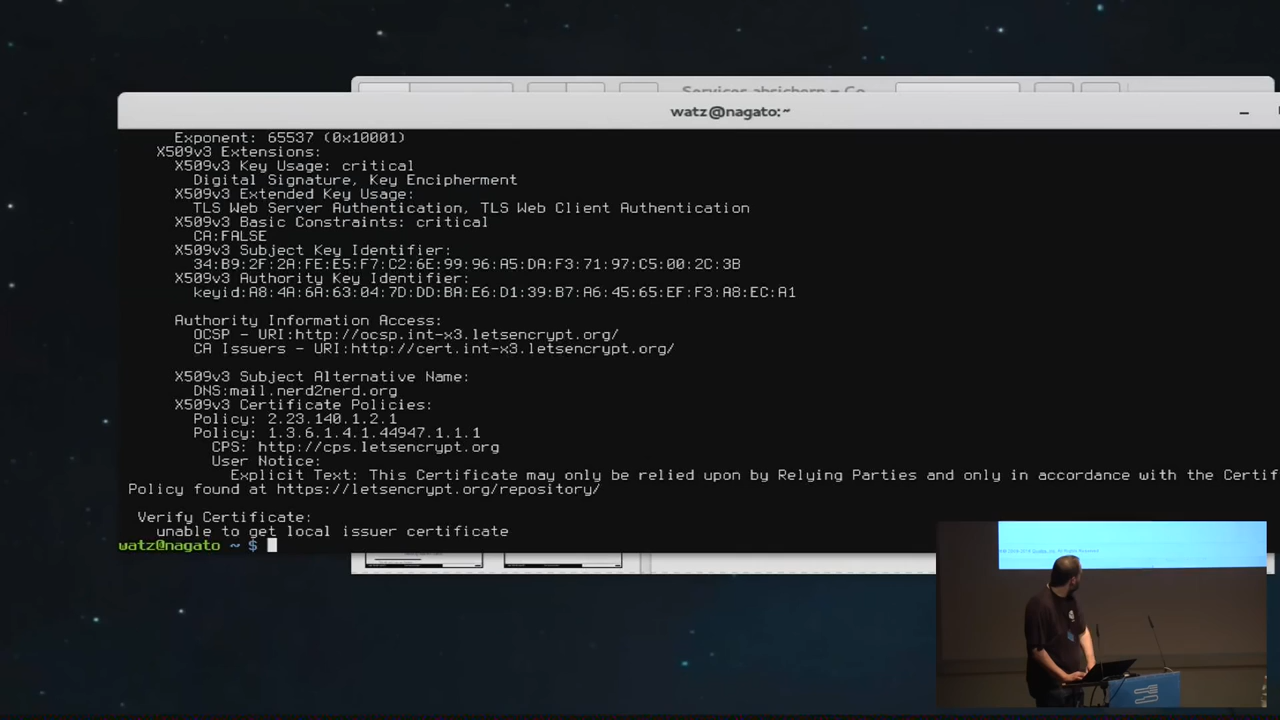 Services absichern – Go
watz@nagato:~
Exponent: 65537 (0x10001)
X509v3 Extensions:
X509v3 Key Usage: critical
Digital Signature, Key Encipherment
X509v3 Extended Key Usage:
TLS Web Server Authentication, TLS Web Client Authentication
X509v3 Basic Constraints: critical
CA:FALSE
X509v3 Subject Key Identifier:
34:B9:2F:2A:FE:E5:F7:C2:6E:99:96:A5:DA:F3:71:97:C5:00:2C:3B
X509v3 Authority Key Identifier:
keyid:A8:4A:6A:63:04:7D:DD:BA:E6:D1:39:B7:A6:45:65:EF:F3:A8:EC:A1
Authority Information Access:
OCSP - URI:http://ocsp.int-x3.letsencrypt.org/
CA Issuers - URI:http://cert.int-x3.letsencrypt.org/
X509v3 Subject Alternative Name:
DNS:mail.nerd2nerd.org
X509v3 Certificate Policies:
Policy: 2.23.140.1.2.1
Policy: 1.3.6.1.4.1.44947.1.1.1
CPS: http://cps.letsencrypt.org
User Notice:
Explicit Text: This Certificate may only be relied upon by Relying Parties and only in accordance with the Certif
Policy found at https://letsencrypt.org/repository/
Verify Certificate:
unable to get local issuer certificate
watz@nagato ~ $